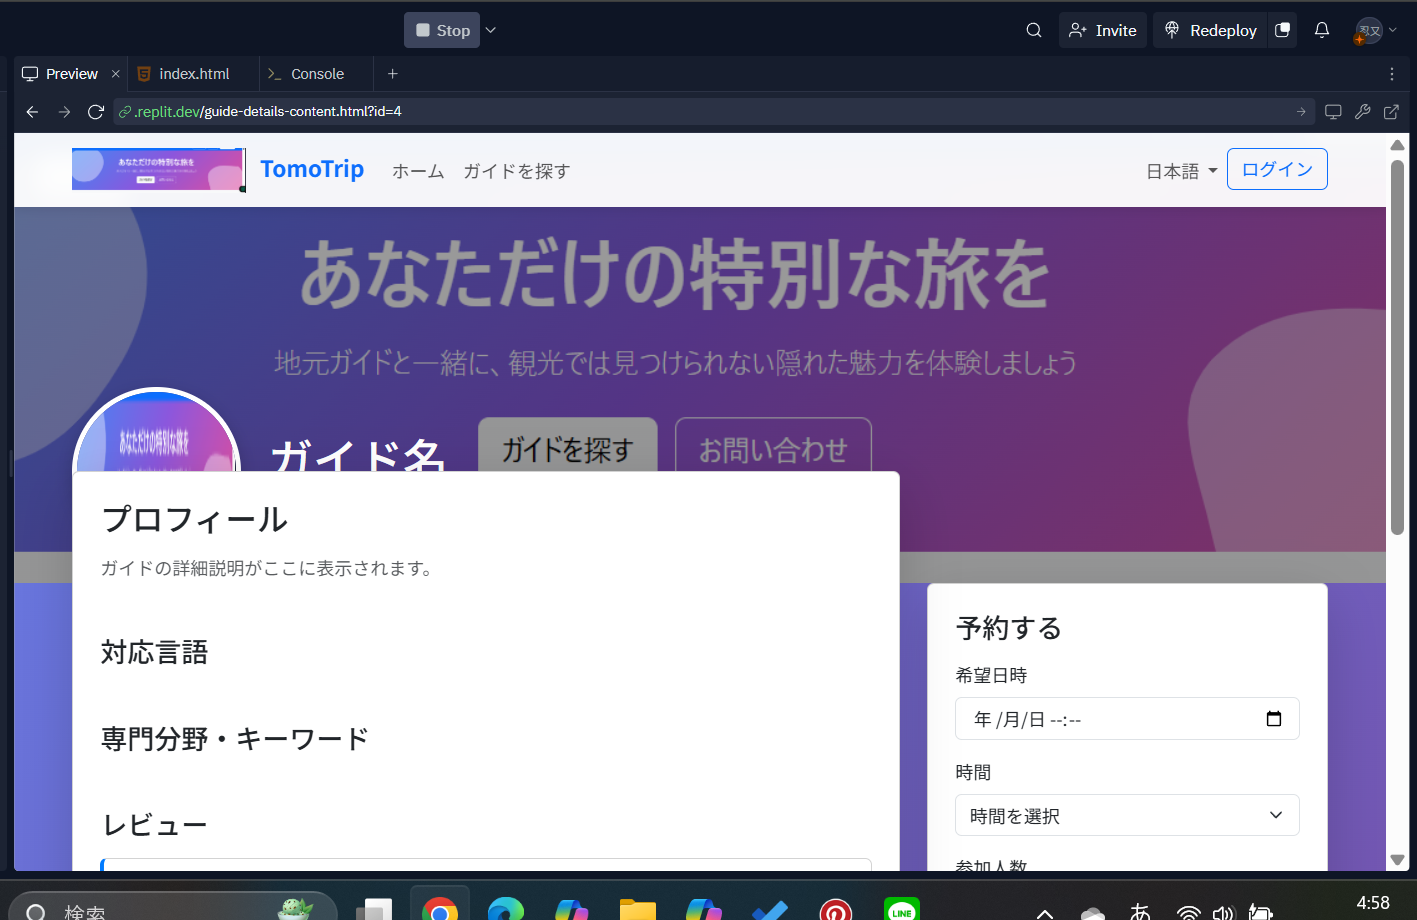 Stop
Invite
Redeploy
忍又
Preview
index.html
Console
.replit.dev/guide-details-content.html?id=4
あなただけの特別な旅を
TomoTrip
ホーム
ガイドを探す
日本語
ログイン
あなただけの特別な旅を
地元ガイドと一緒に、観光では見つけられない隠れた魅力を体験しましょう
ガイドを探す
お問い合わせ
あなただけの特別な旅を
ガイド名
プロフィール
ガイドの詳細説明がここに表示されます。
対応言語
専門分野・キーワード
レビュー
予約する
希望日時
年 /月/日 --:--
時間
時間を選択
参加人数
検索
LINE
あ
4:58